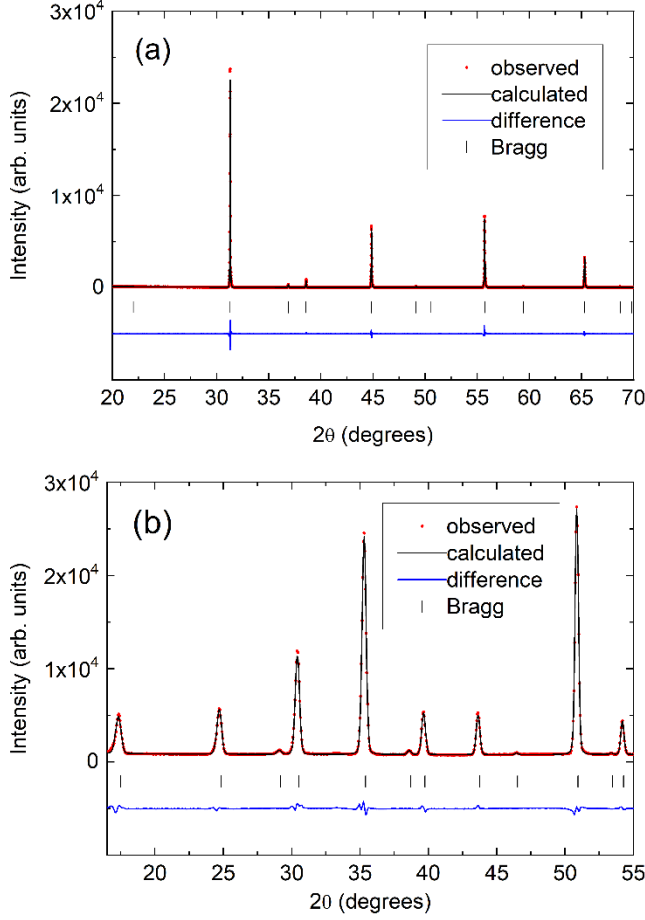 3x10⁴
(a)
observed
calculated
difference
Bragg
2x10⁴
1x10⁴
0
Intensity (arb. units)
20 25 30 35 40 45 50 55 60 65 70
2θ (degrees)
3x10⁴
(b)
observed
calculated
difference
Bragg
2x10⁴
1x10⁴
0
Intensity (arb. units)
20 25 30 35 40 45 50 55
2θ (degrees)